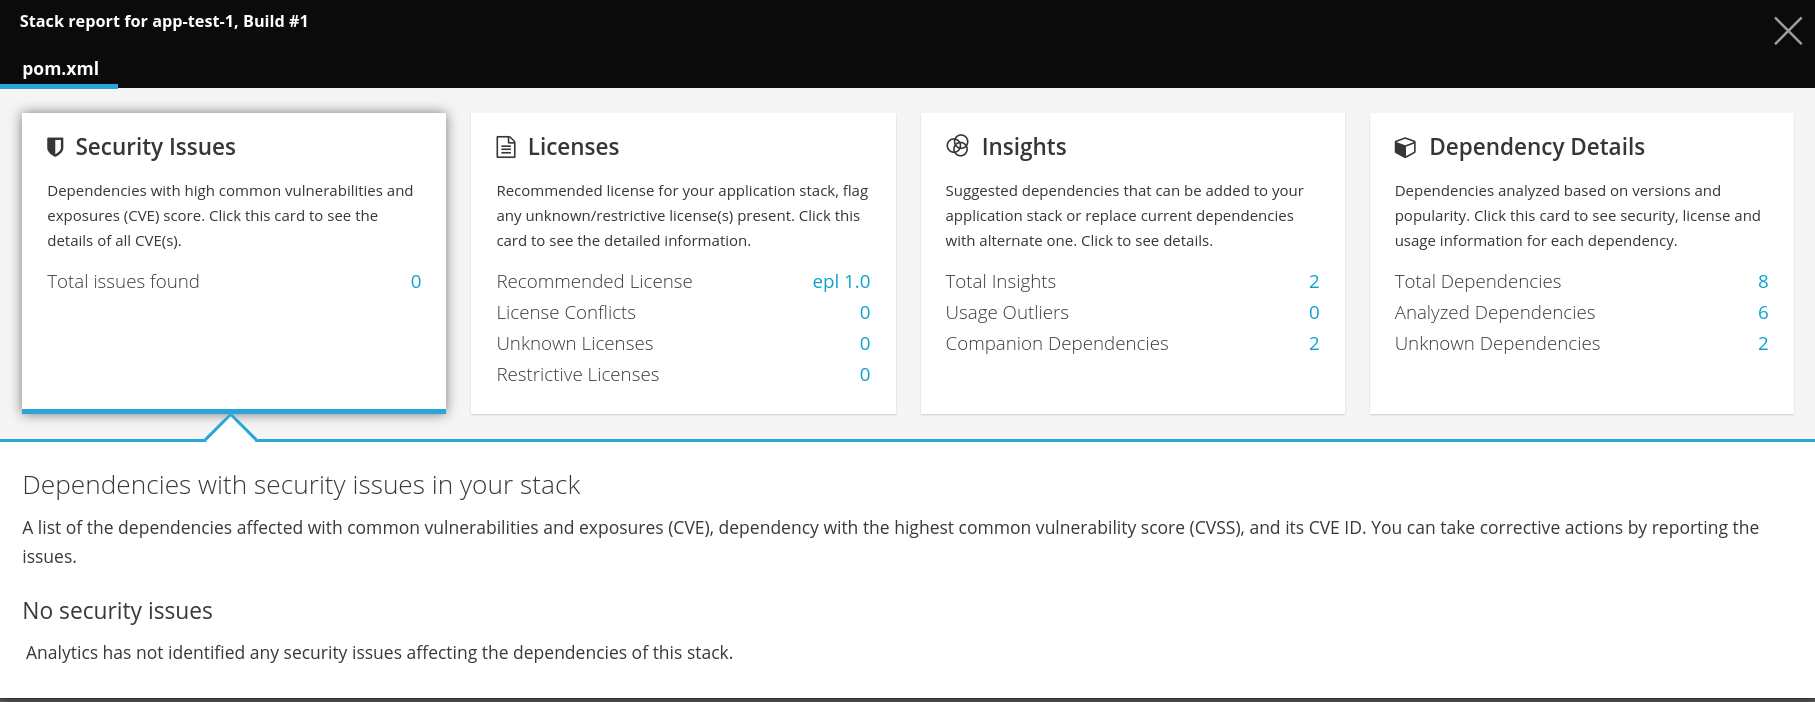 Stack report for app-test-1, Build #1
pom.xml
Security Issues
Dependencies with high common vulnerabilities and
exposures (CVE) score. Click this card to see the
details of all CVE(s).
Total issues found 0
Licenses
Recommended license for your application stack, flag
any unknown/restrictive license(s) present. Click this
card to see the detailed information.
Recommended License epl 1.0
License Conflicts 0
Unknown Licenses 0
Restrictive Licenses 0
Insights
Suggested dependencies that can be added to your
application stack or replace current dependencies
with alternate one. Click to see details.
Total Insights 2
Usage Outliers 0
Companion Dependencies 2
Dependency Details
Dependencies analyzed based on versions and
popularity. Click this card to see security, license and
usage information for each dependency.
Total Dependencies 8
Analyzed Dependencies 6
Unknown Dependencies 2
Dependencies with security issues in your stack
A list of the dependencies affected with common vulnerabilities and exposures (CVE), dependency with the highest common vulnerability score (CVSS), and its CVE ID. You can take corrective actions by reporting the
issues.
No security issues
Analytics has not identified any security issues affecting the dependencies of this stack.